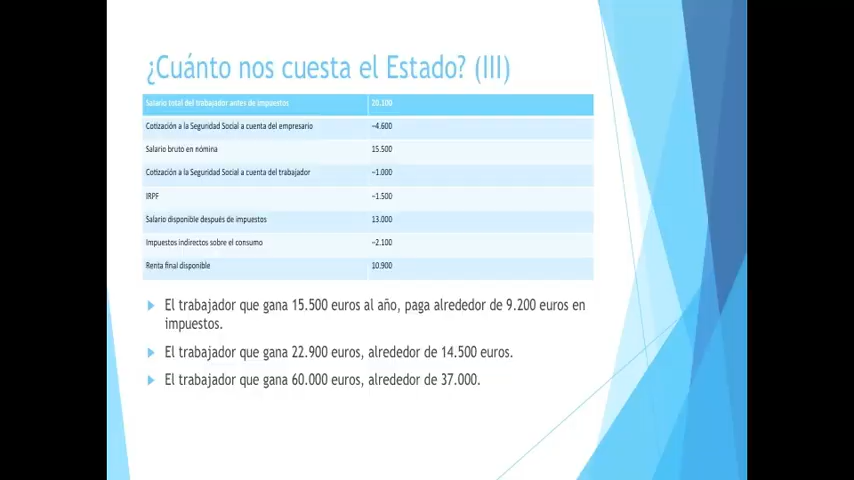 ¿Cuánto nos cuesta el Estado? (III)
Salario total del trabajador antes de impuestos 20.100
Cotización a la Seguridad Social a cuenta del empresario −4.600
Salario bruto en nómina 15.500
Cotización a la Seguridad Social a cuenta del trabajador −1.000
IRPF −1.500
Salario disponible después de impuestos 13.000
Impuestos indirectos sobre el consumo −2.100
Renta final disponible 10.900
El trabajador que gana 15.500 euros al año, paga alrededor de 9.200 euros en
impuestos.
El trabajador que gana 22.900 euros, alrededor de 14.500 euros.
El trabajador que gana 60.000 euros, alrededor de 37.000.